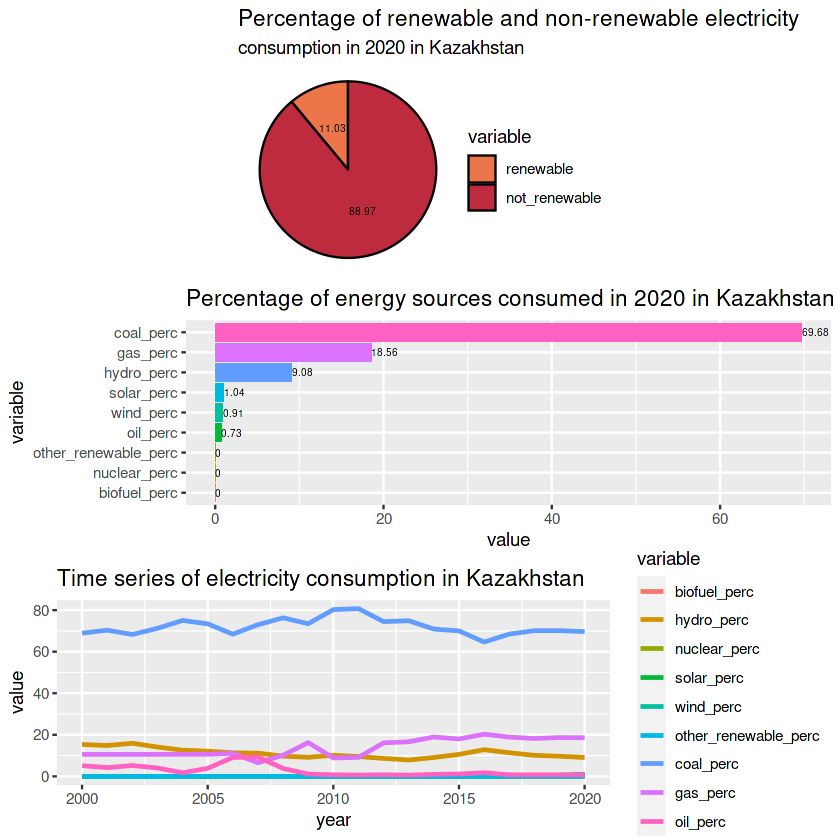 Percentage of renewable and non-renewable electricity
consumption in 2020 in Kazakhstan
11.03
88.97
variable
renewable
not_renewable
Percentage of energy sources consumed in 2020 in Kazakhstan
variable
coal_perc
69.68
gas_perc
18.56
hydro_perc
9.08
solar_perc
1.04
wind_perc
0.91
oil_perc
0.73
other_renewable_perc
0
nuclear_perc
0
biofuel_perc
0
0 20 40 60
value
Time series of electricity consumption in Kazakhstan
value
80
60
40
20
0
2000 2005 2010 2015 2020
year
variable
biofuel_perc
hydro_perc
nuclear_perc
solar_perc
wind_perc
other_renewable_perc
coal_perc
gas_perc
oil_perc